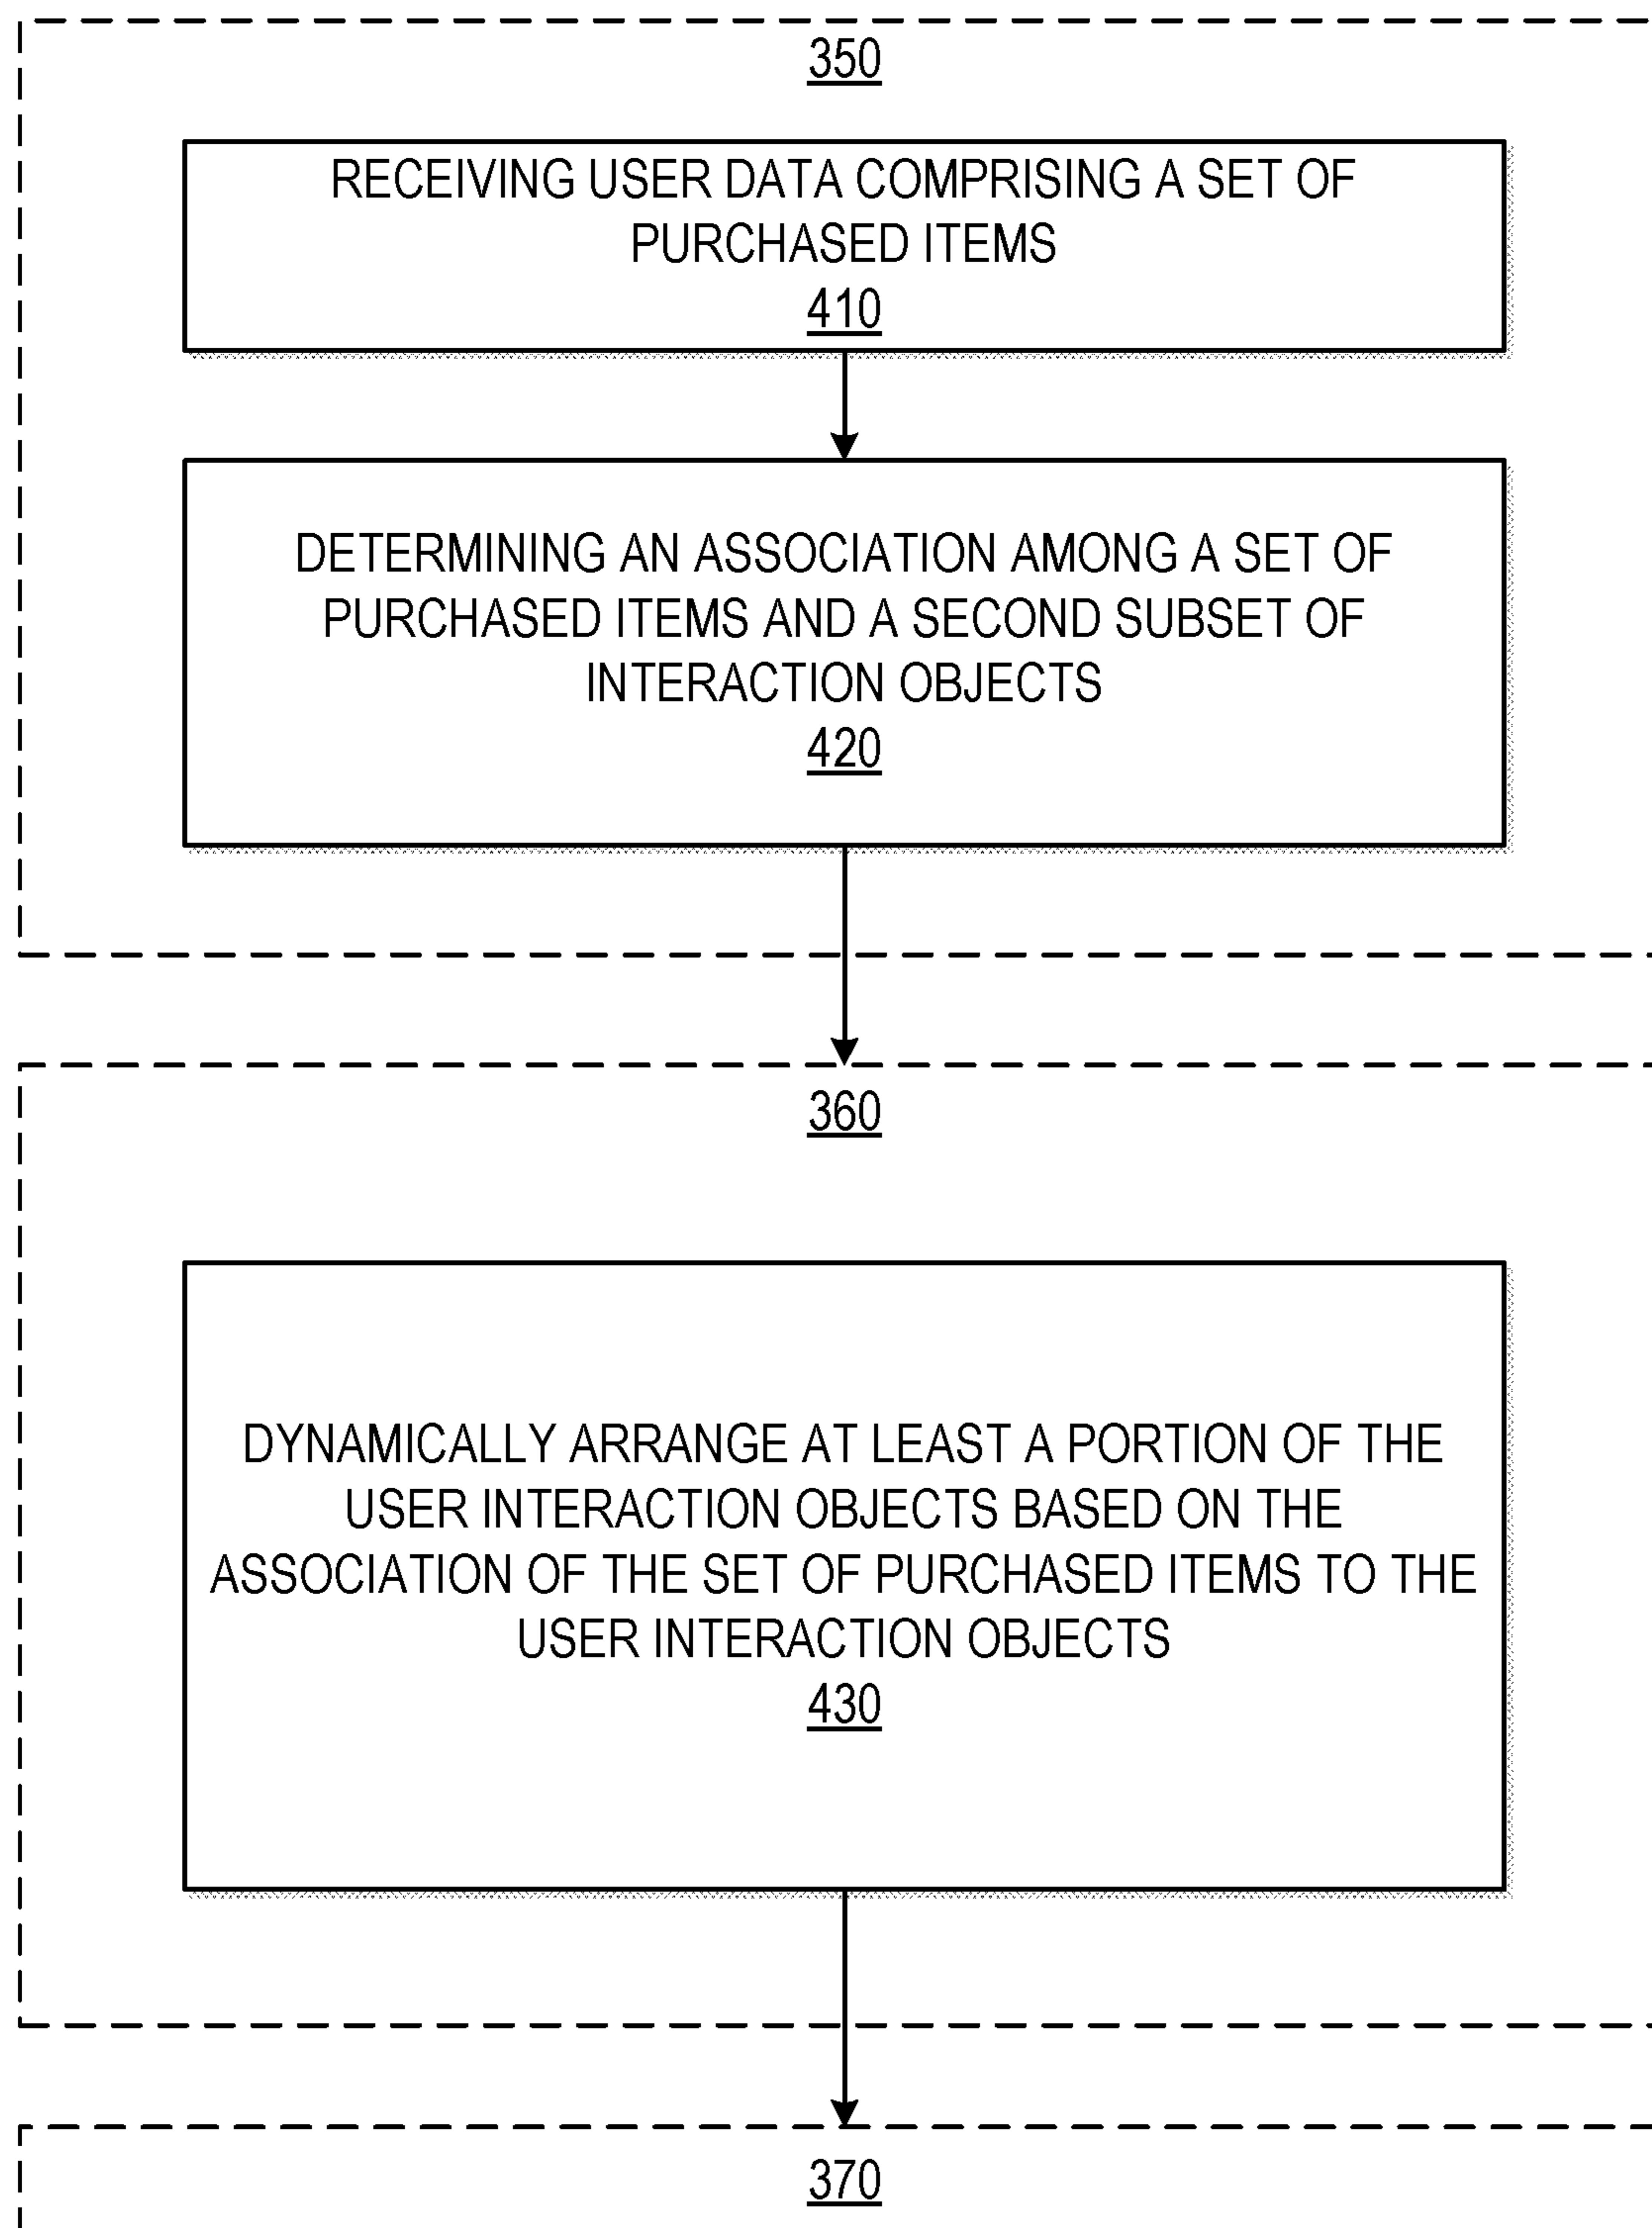 350
RECEIVING USER DATA COMPRISING A SET OF
PURCHASED ITEMS
410
DETERMINING AN ASSOCIATION AMONG A SET OF
PURCHASED ITEMS AND A SECOND SUBSET OF
INTERACTION OBJECTS
420
360
DYNAMICALLY ARRANGE AT LEAST A PORTION OF THE
USER INTERACTION OBJECTS BASED ON THE
ASSOCIATION OF THE SET OF PURCHASED ITEMS TO THE
USER INTERACTION OBJECTS
430
370